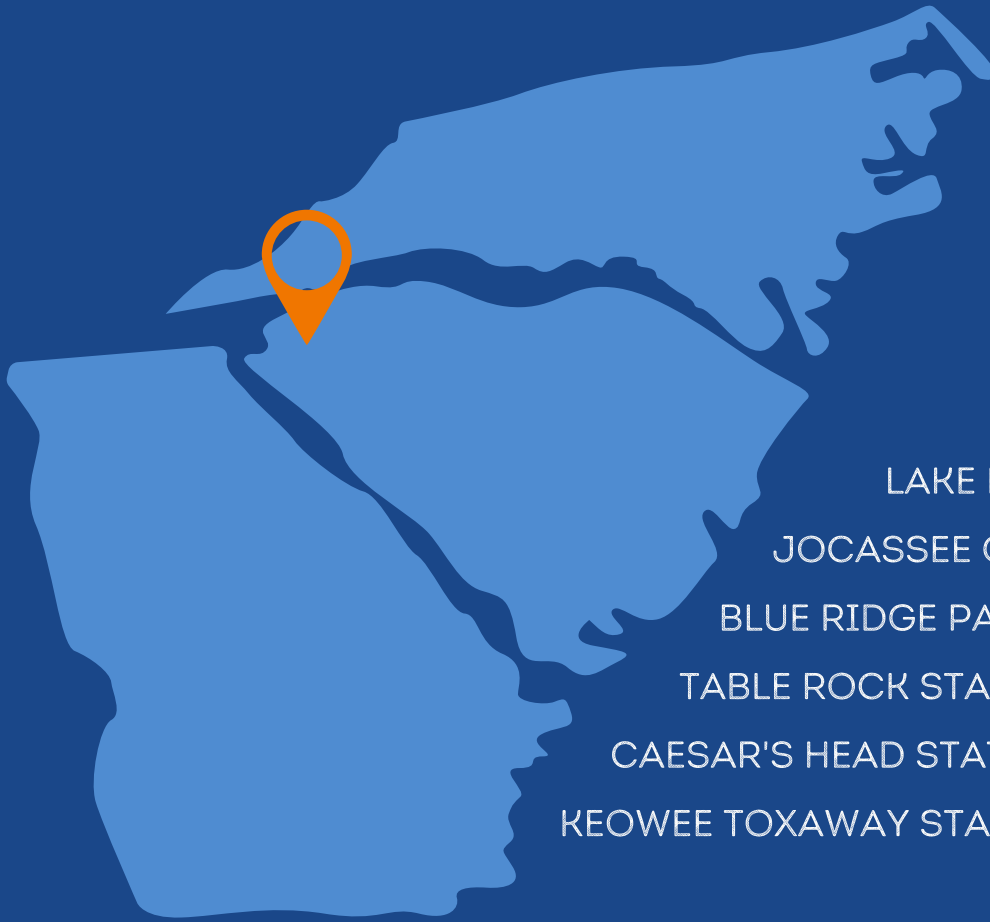 LAKE
JOCASSEE
BLUE RIDGE
TABLE ROCK
CAESAR'S HEAD
KEOWEE TOXAWAY